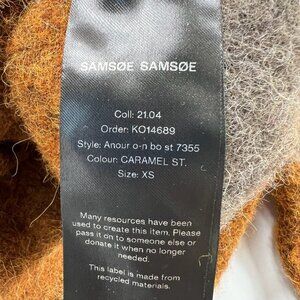 SAMSØE SAMSØE
Coll: 21.04
Order: KO14689
Style: Anour o-n bo st 7355
Colour: CARAMEL ST.
Size: XS
Many resources have been
used to create this item. Please
pass it on to someone else or
donate it when no longer
needed.
This label is made from
recycled materials.